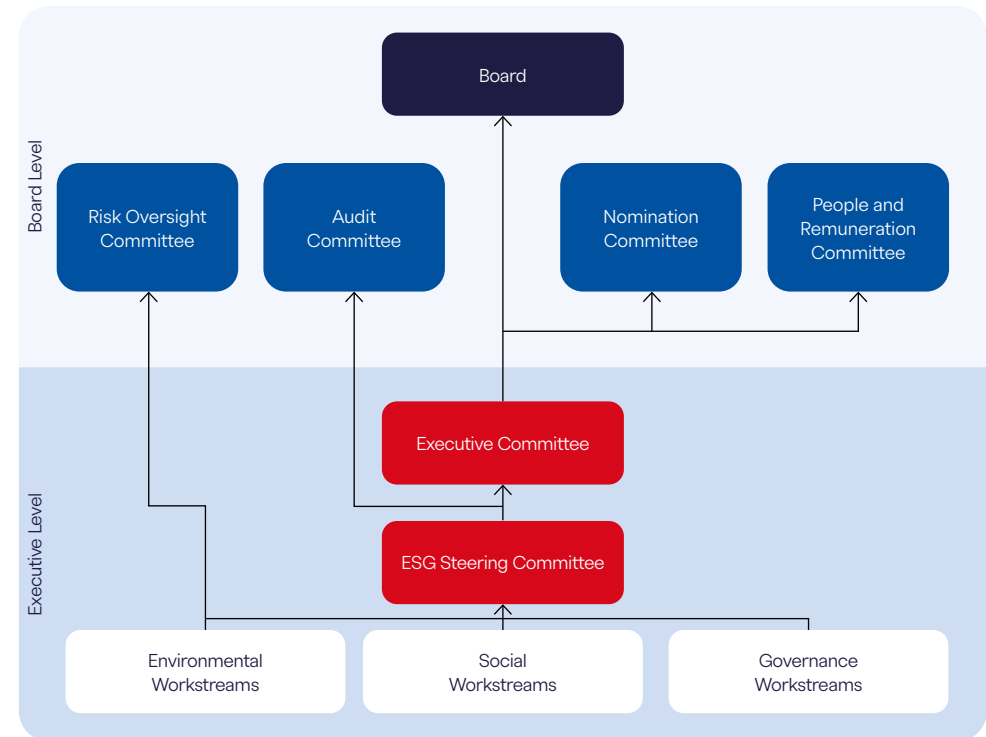 Board Level
Board
Risk Oversight
Committee
Audit
Committee
Nomination
Committee
People and
Remuneration
Committee
Executive Level
Executive Committee
ESG Steering Committee
Environmental
Workstreams
Social
Workstreams
Governance
Workstreams